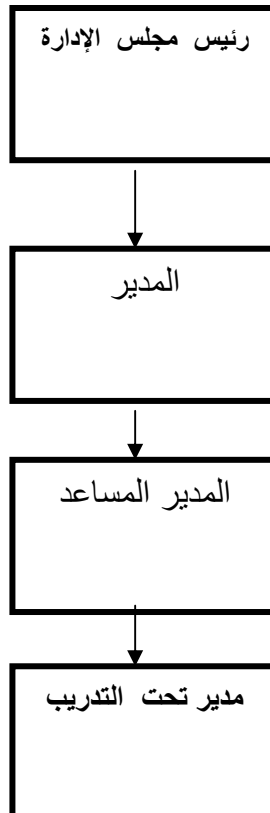 رئيس مجلس الإدارة
المدير
المدير المساعد
مدير تحت التدريب